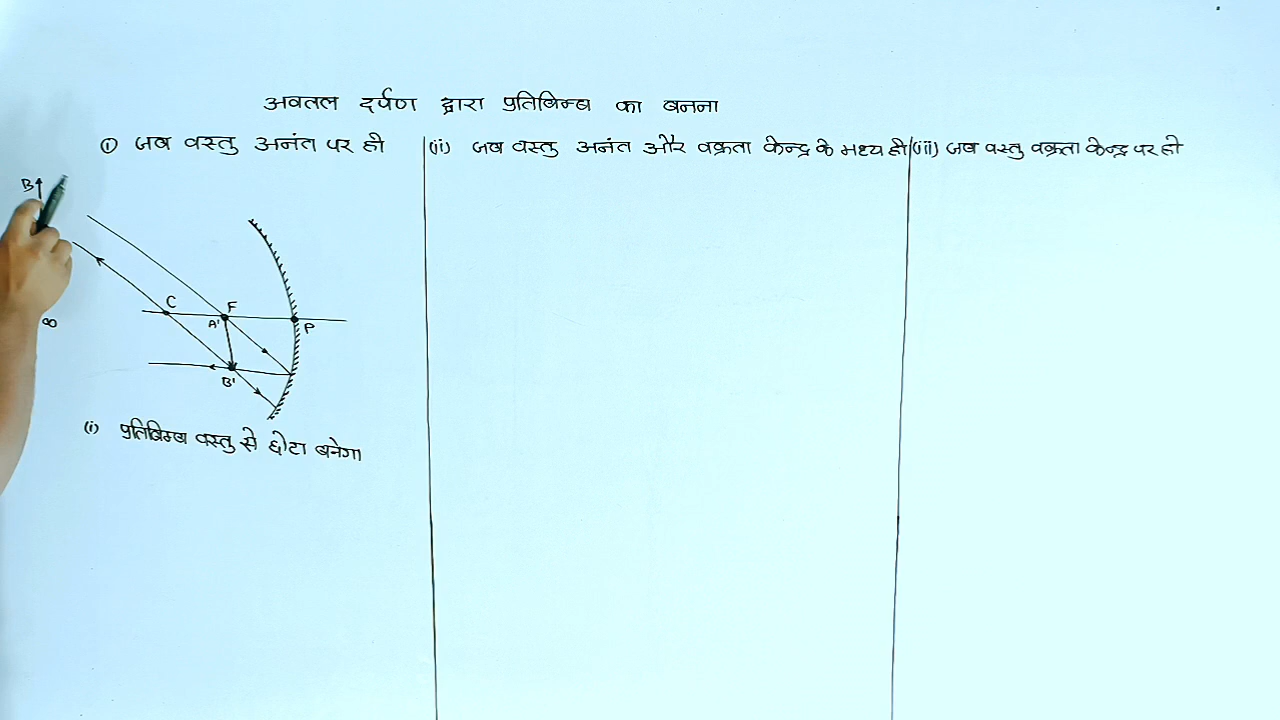 अवतल दर्पण द्वारा प्रतिबिम्ब का बनना
① जब वस्तु अनंत पर हो
(ii) जब वस्तु अनंत और वक्रता केन्द्र के मध्य हो
(iii) जब वस्तु वक्रता केन्द्र पर हो
B
C F
A' P
∞
B'
(i) प्रतिबिम्ब वस्तु से छोटा बनेगा